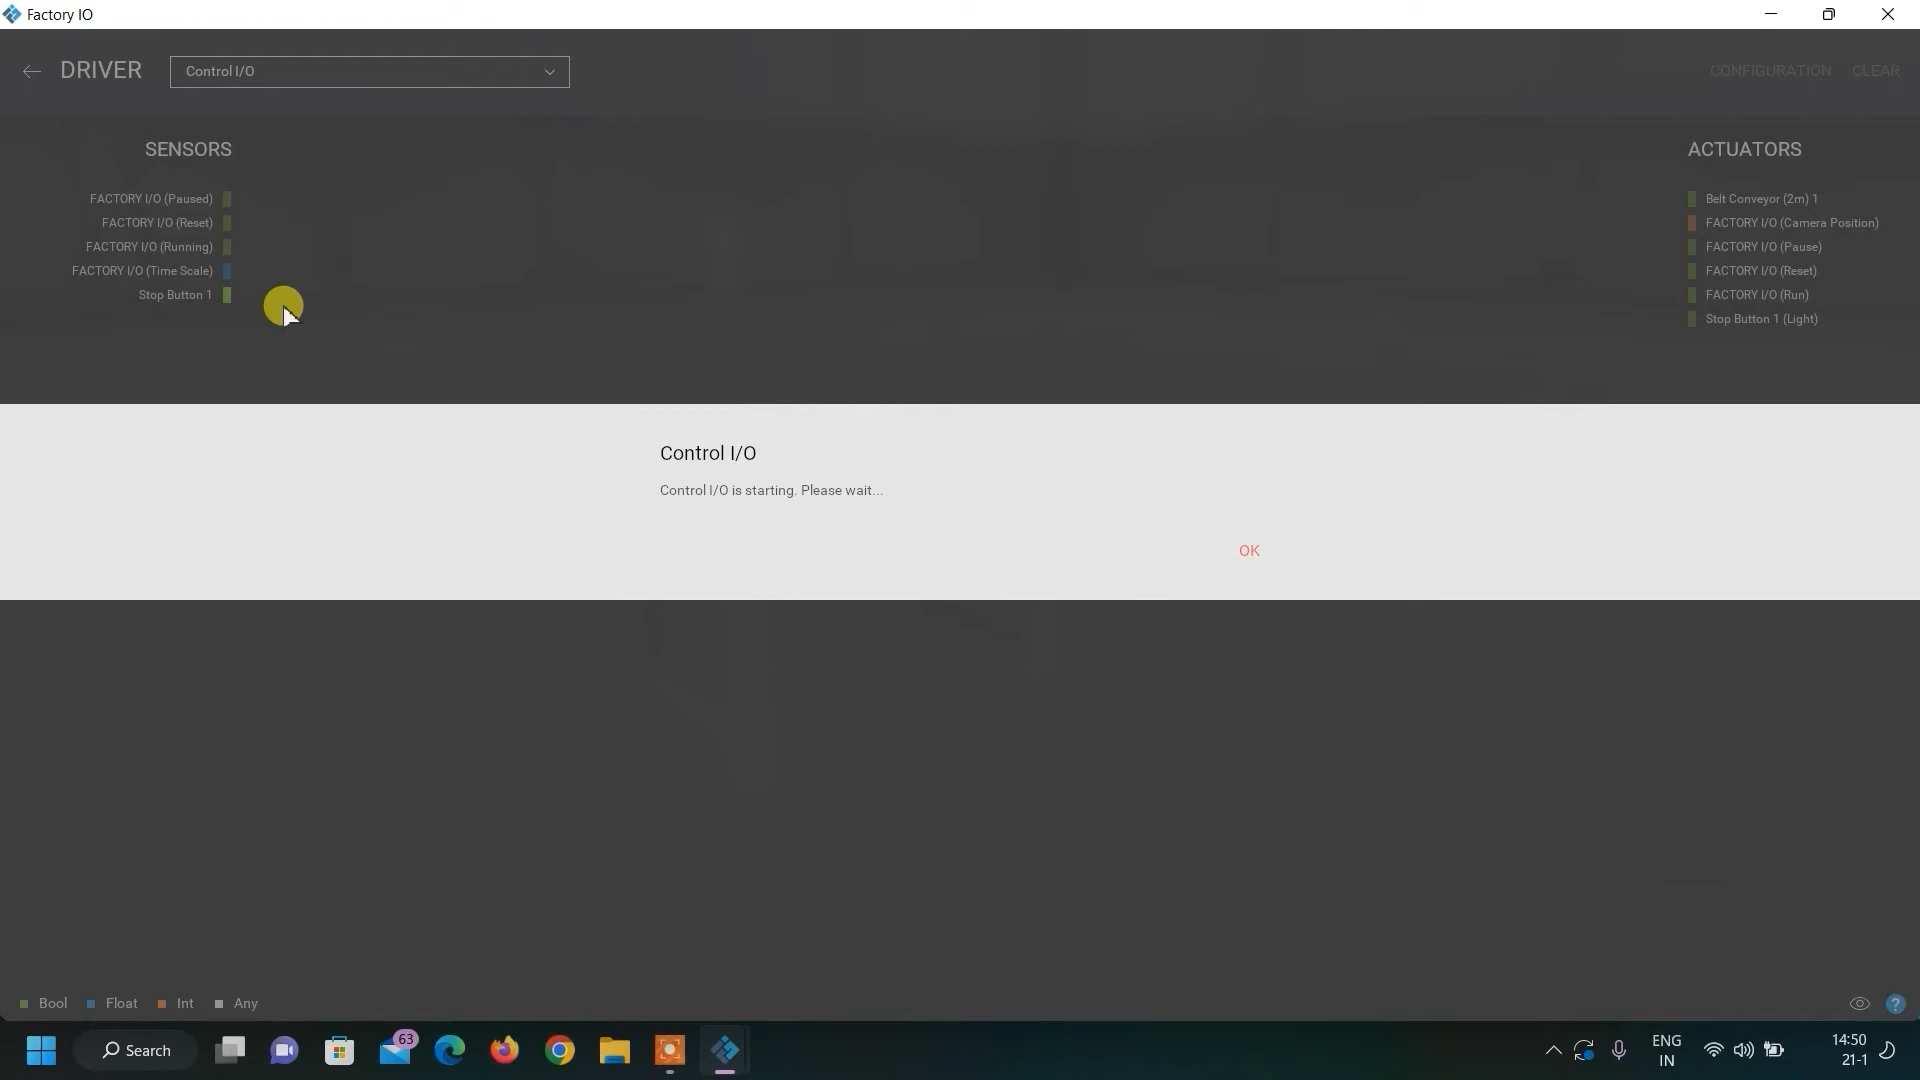 Factory IO
DRIVER
Control I/O
CONFIGURATION CLEAR
SENSORS
FACTORY I/O (Paused)
FACTORY I/O (Reset)
FACTORY I/O (Running)
FACTORY I/O (Time Scale)
Stop Button 1
ACTUATORS
Belt Conveyor (2m) 1
FACTORY I/O (Camera Position)
FACTORY I/O (Pause)
FACTORY I/O (Reset)
FACTORY I/O (Run)
Stop Button 1 (Light)
Control I/O
Control I/O is starting. Please wait...
OK
Bool Float Int Any
?
Search
63
ENG
IN
14:50
21-1